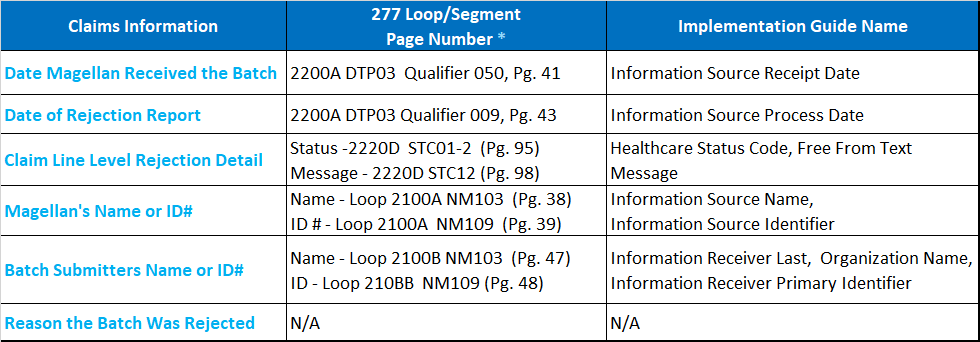 Claims Information
277 Loop/Segment
Page Number *
Implementation Guide Name
Date Magellan Received the Batch
2200A DTP03  Qualifier 050, Pg. 41
Information Source Receipt Date
Date of Rejection Report
2200A DTP03 Qualifier 009, Pg. 43
Information Source Process Date
Claim Line Level Rejection Detail
Status -2220D  STC01-2  (Pg. 95)
Message - 2220D STC12 (Pg. 98)
Healthcare Status Code, Free From Text
Message
Magellan's Name or ID#
Name - Loop 2100A NM103  (Pg. 38)
ID # - Loop 2100A  NM109  (Pg. 39)
Information Source Name,
Information Source Identifier
Batch Submitters Name or ID#
Name - Loop 2100B NM103  (Pg. 47)
ID - Loop 210BB  NM109 (Pg. 48)
Information Receiver Last,  Organization Name,
Information Receiver Primary Identifier
Reason the Batch Was Rejected
N/A
N/A